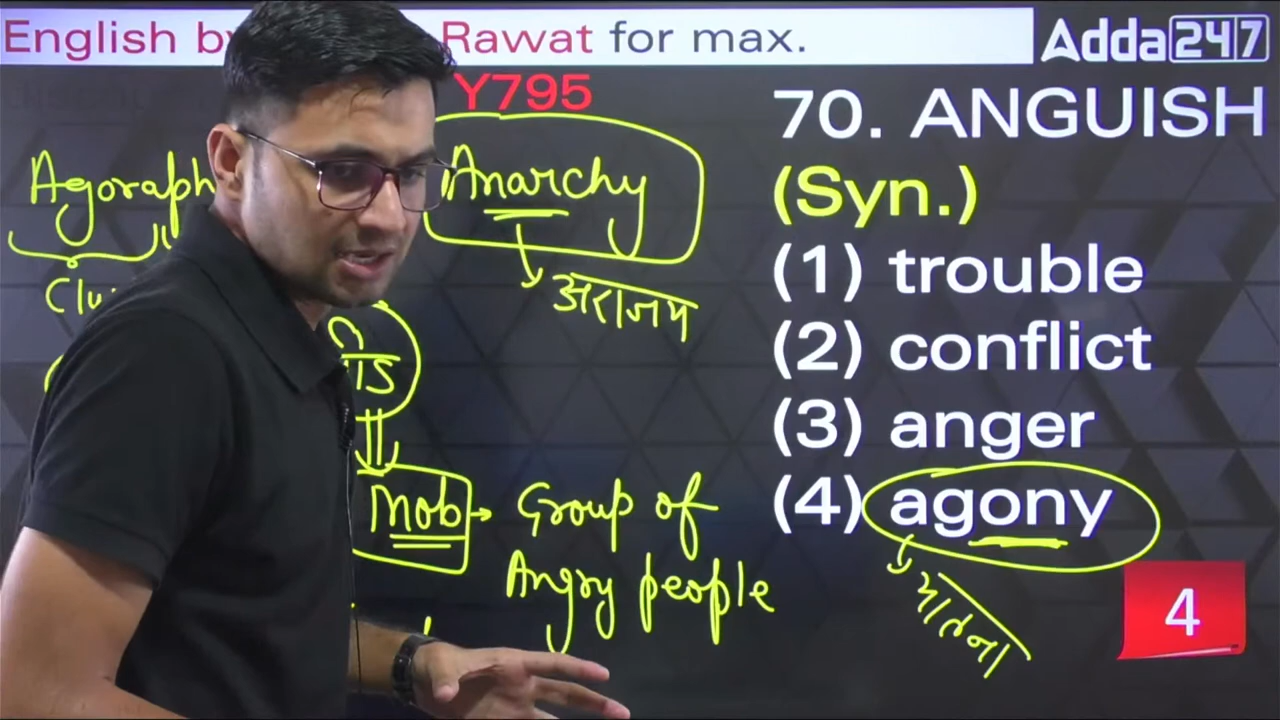 English by Rawat for max.
Adda247
Y795
70. ANGUISH
(Syn.)
(1) trouble
(2) conflict
(3) anger
(4) agony
4
यातना
Agoraph
Anarchy
अराजय
Mob → Group of
Angry people